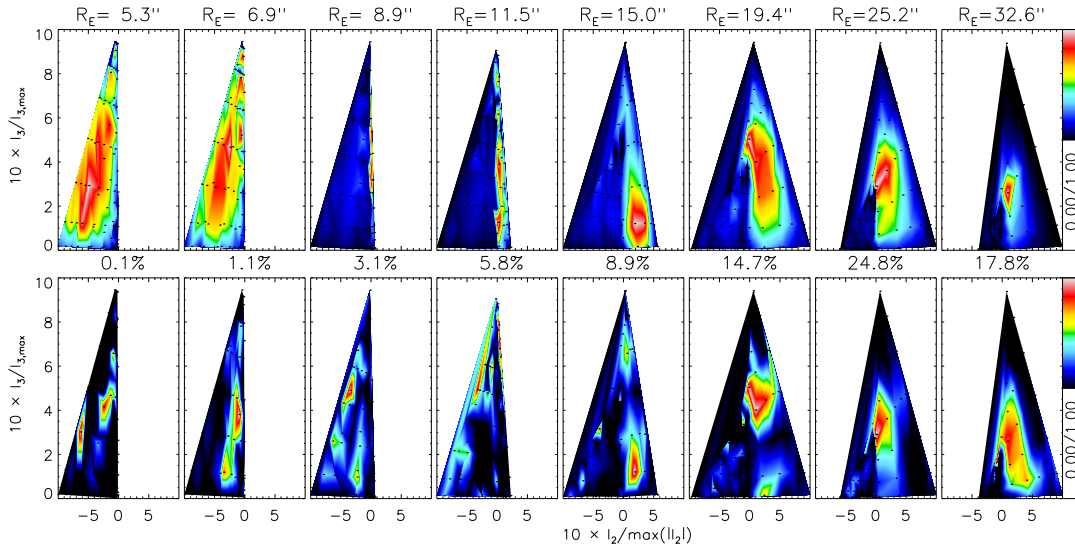 R_E= 5.3" R_E= 6.9" R_E= 8.9" R_E=11.5" R_E=15.0" R_E=19.4" R_E=25.2" R_E=32.6"
10
8
6
4
2
0
10 × I_3/I_3,max
0.00/1.00
0.1% 1.1% 3.1% 5.8% 8.9% 14.7% 24.8% 17.8%
10
8
6
4
2
0
10 × I_3/I_3,max
0.00/1.00
−5 0 5 −5 0 5 −5 0 5 −5 0 5 −5 0 5 −5 0 5 −5 0 5 −5 0 5
10 × I_2/max(|I_2|)